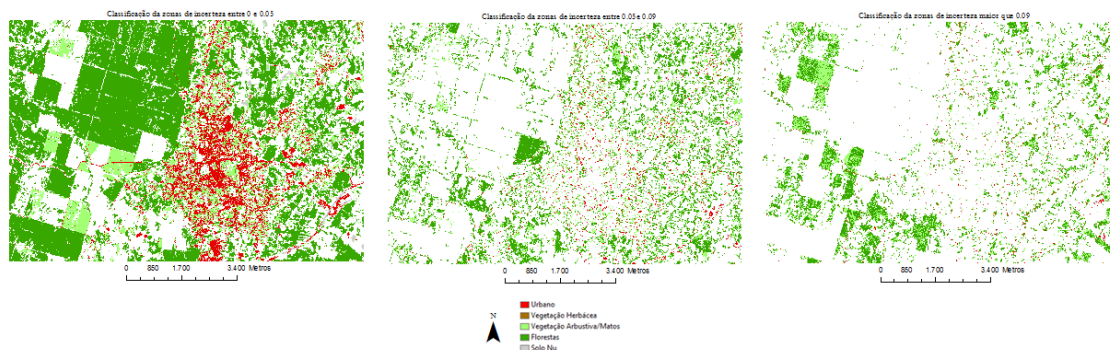 Classificação da zonas de incerteza entre 0 e 0.05
Classificação da zonas de incerteza entre 0.05 e 0.09
Classificação da zonas de incerteza maior que 0.09
0 850 1.700 3.400 Metros
0 850 1.700 3.400 Metros
0 850 1.700 3.400 Metros
N
Urbano
Vegetação Herbácea
Vegetação Arbustiva/Matos
Florestas
Solo Nu